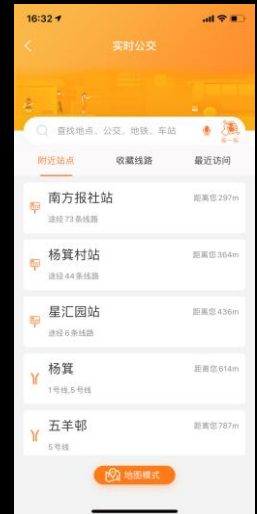 16:32
实时公交
查找地点、公交、地铁、车站
附近站点
收藏线路
最近访问
南方报社站
距离您297m
途经73条线路
杨箕村站
距离您364m
途经44条线路
星汇园站
距离您436m
途经6条线路
杨箕
距离您614m
1号线,5号线
五羊邨
距离您787m
5号线
地图模式